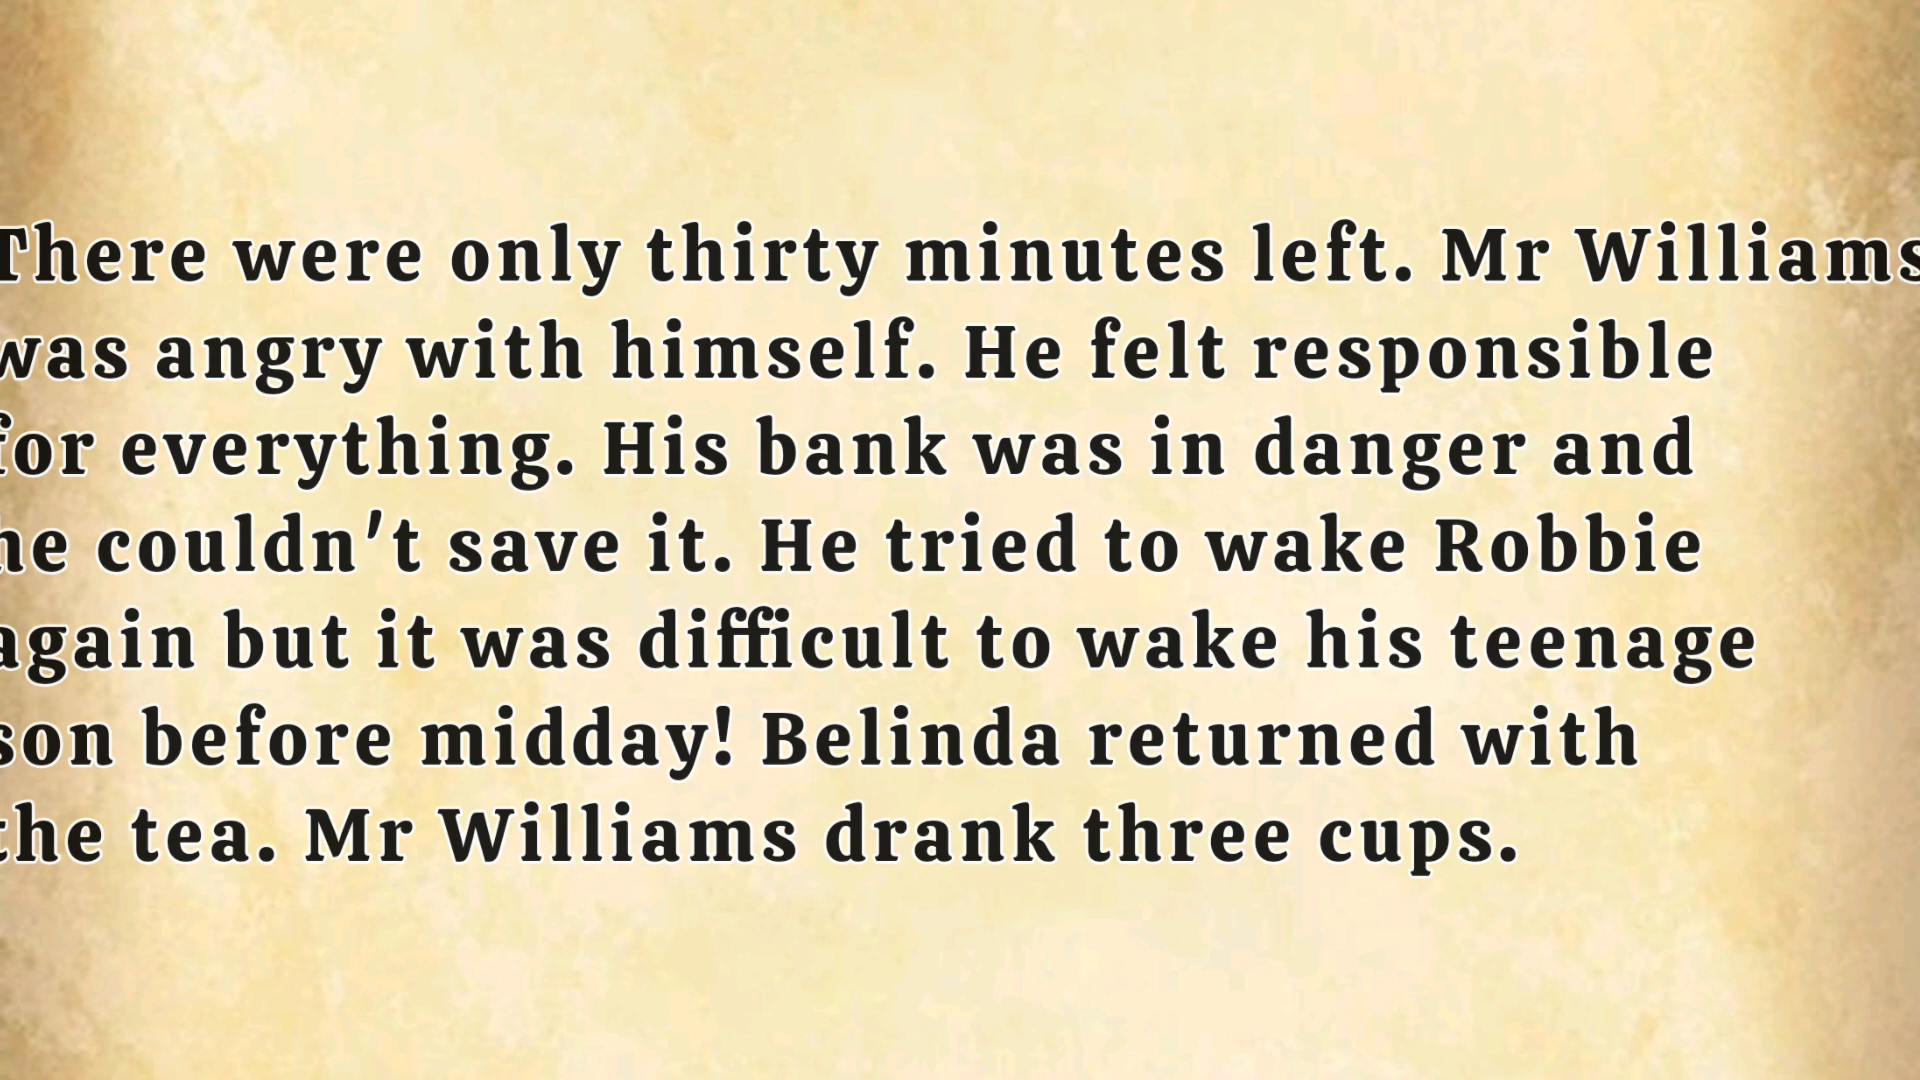 There were only thirty minutes left. Mr Williams
was angry with himself. He felt responsible
for everything. His bank was in danger and
he couldn't save it. He tried to wake Robbie
again but it was difficult to wake his teenage
son before midday! Belinda returned with
the tea. Mr Williams drank three cups.